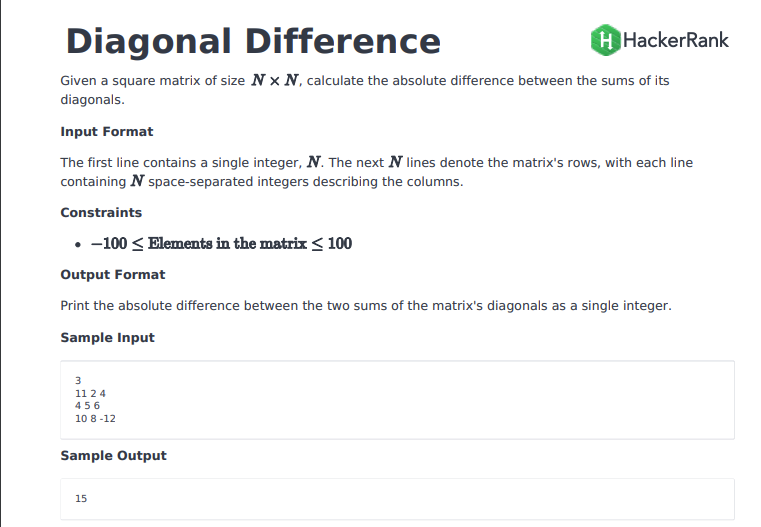 Diagonal Difference
HackerRank
Given a square matrix of size N × N, calculate the absolute difference between the sums of its
diagonals.
Input Format
The first line contains a single integer, N. The next N lines denote the matrix's rows, with each line
containing N space-separated integers describing the columns.
Constraints
• −100 ≤ Elements in the matrix ≤ 100
Output Format
Print the absolute difference between the two sums of the matrix's diagonals as a single integer.
Sample Input
3
11 2 4
4 5 6
10 8 -12
Sample Output
15